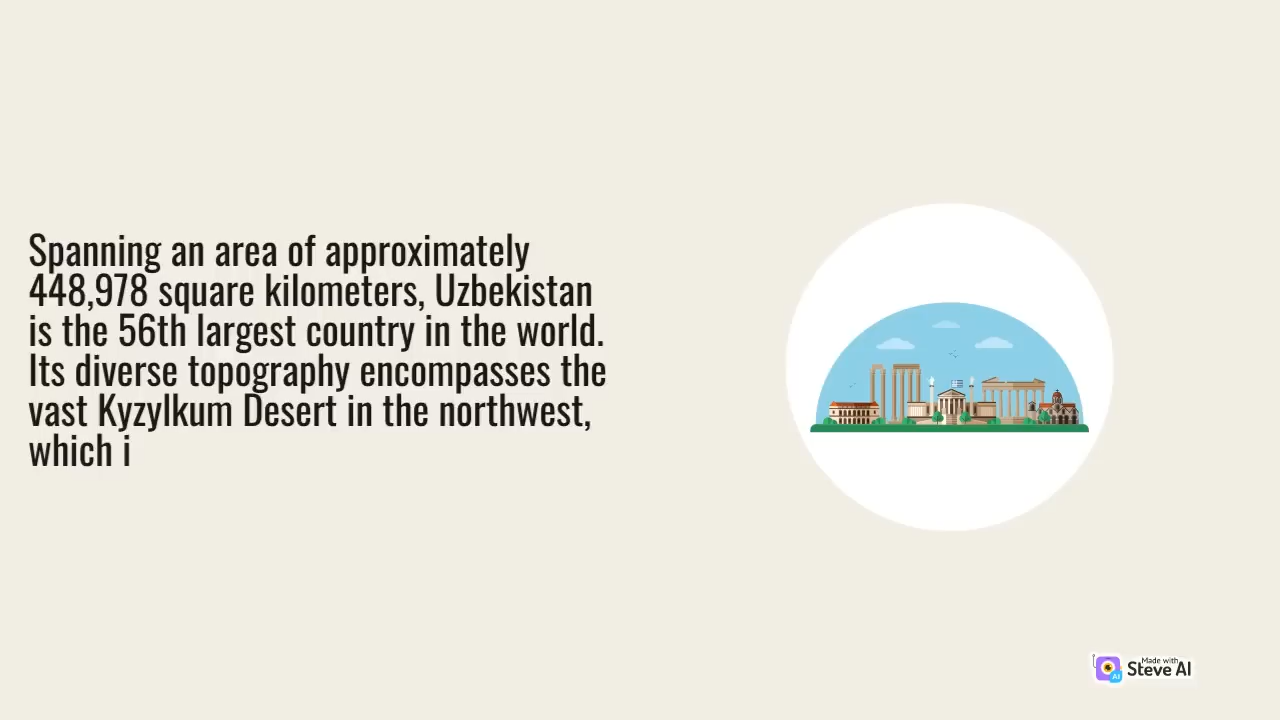 Spanning an area of approximately
448,978 square kilometers, Uzbekistan
is the 56th largest country in the world.
Its diverse topography encompasses the
vast Kyzylkum Desert in the northwest,
which i
Made with
Steve AI
AI